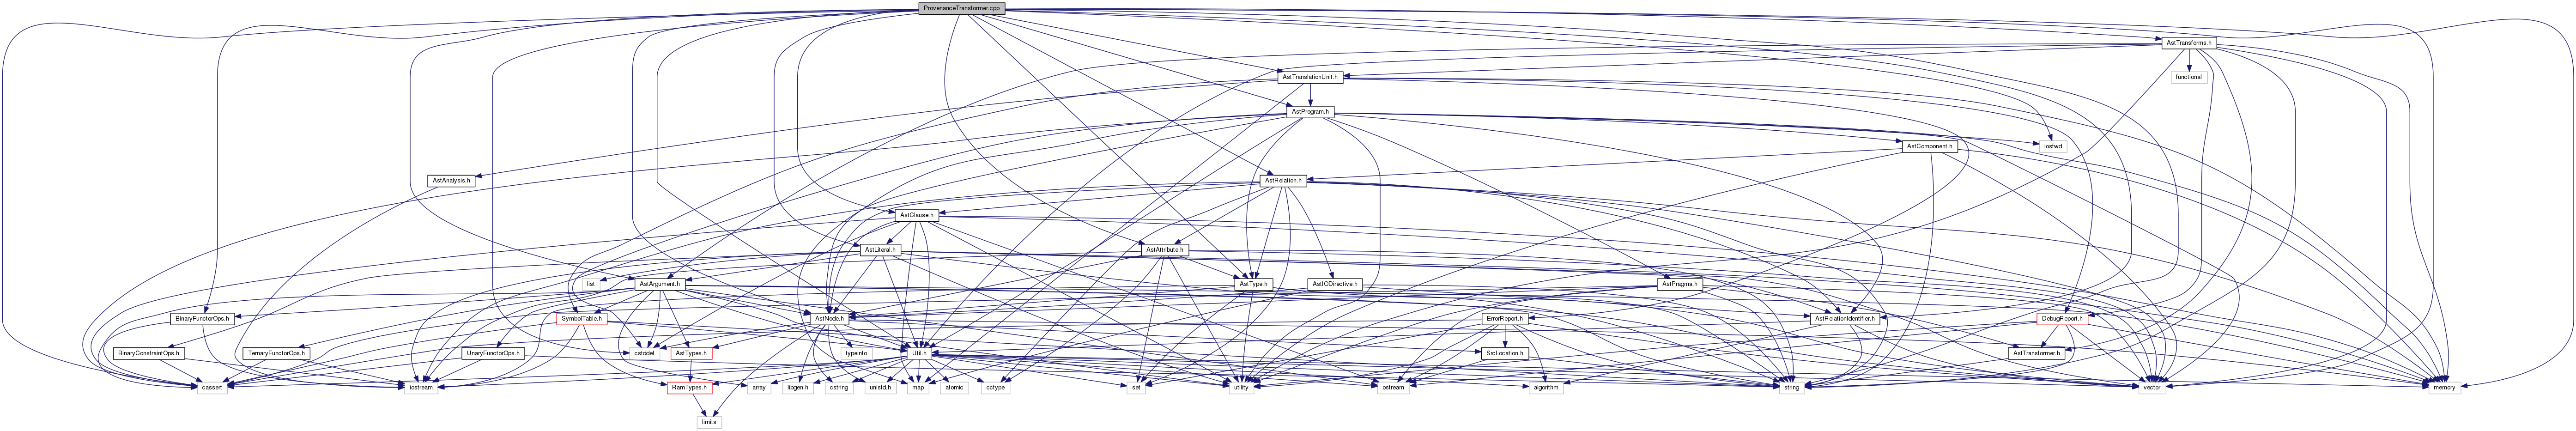 ProvenanceTransformer.cpp
AstTransforms.h
AstTranslationUnit.h
functional
AstProgram.h
AstComponent.h
iosfwd
AstAnalysis.h
AstRelation.h
AstClause.h
AstLiteral.h
AstAttribute.h
list
AstArgument.h
AstType.h
AstIODirective.h
AstPragma.h
BinaryFunctorOps.h
SymbolTable.h
AstNode.h
ErrorReport.h
AstRelationIdentifier.h
DebugReport.h
BinaryConstraintOps.h
TernaryFunctorOps.h
UnaryFunctorOps.h
cstddef
AstTypes.h
typeinfo
Util.h
SrcLocation.h
AstTransformer.h
cassert
iostream
RamTypes.h
array
libgen.h
cstring
unistd.h
map
atomic
cctype
set
utility
ostream
algorithm
string
vector
memory
limits